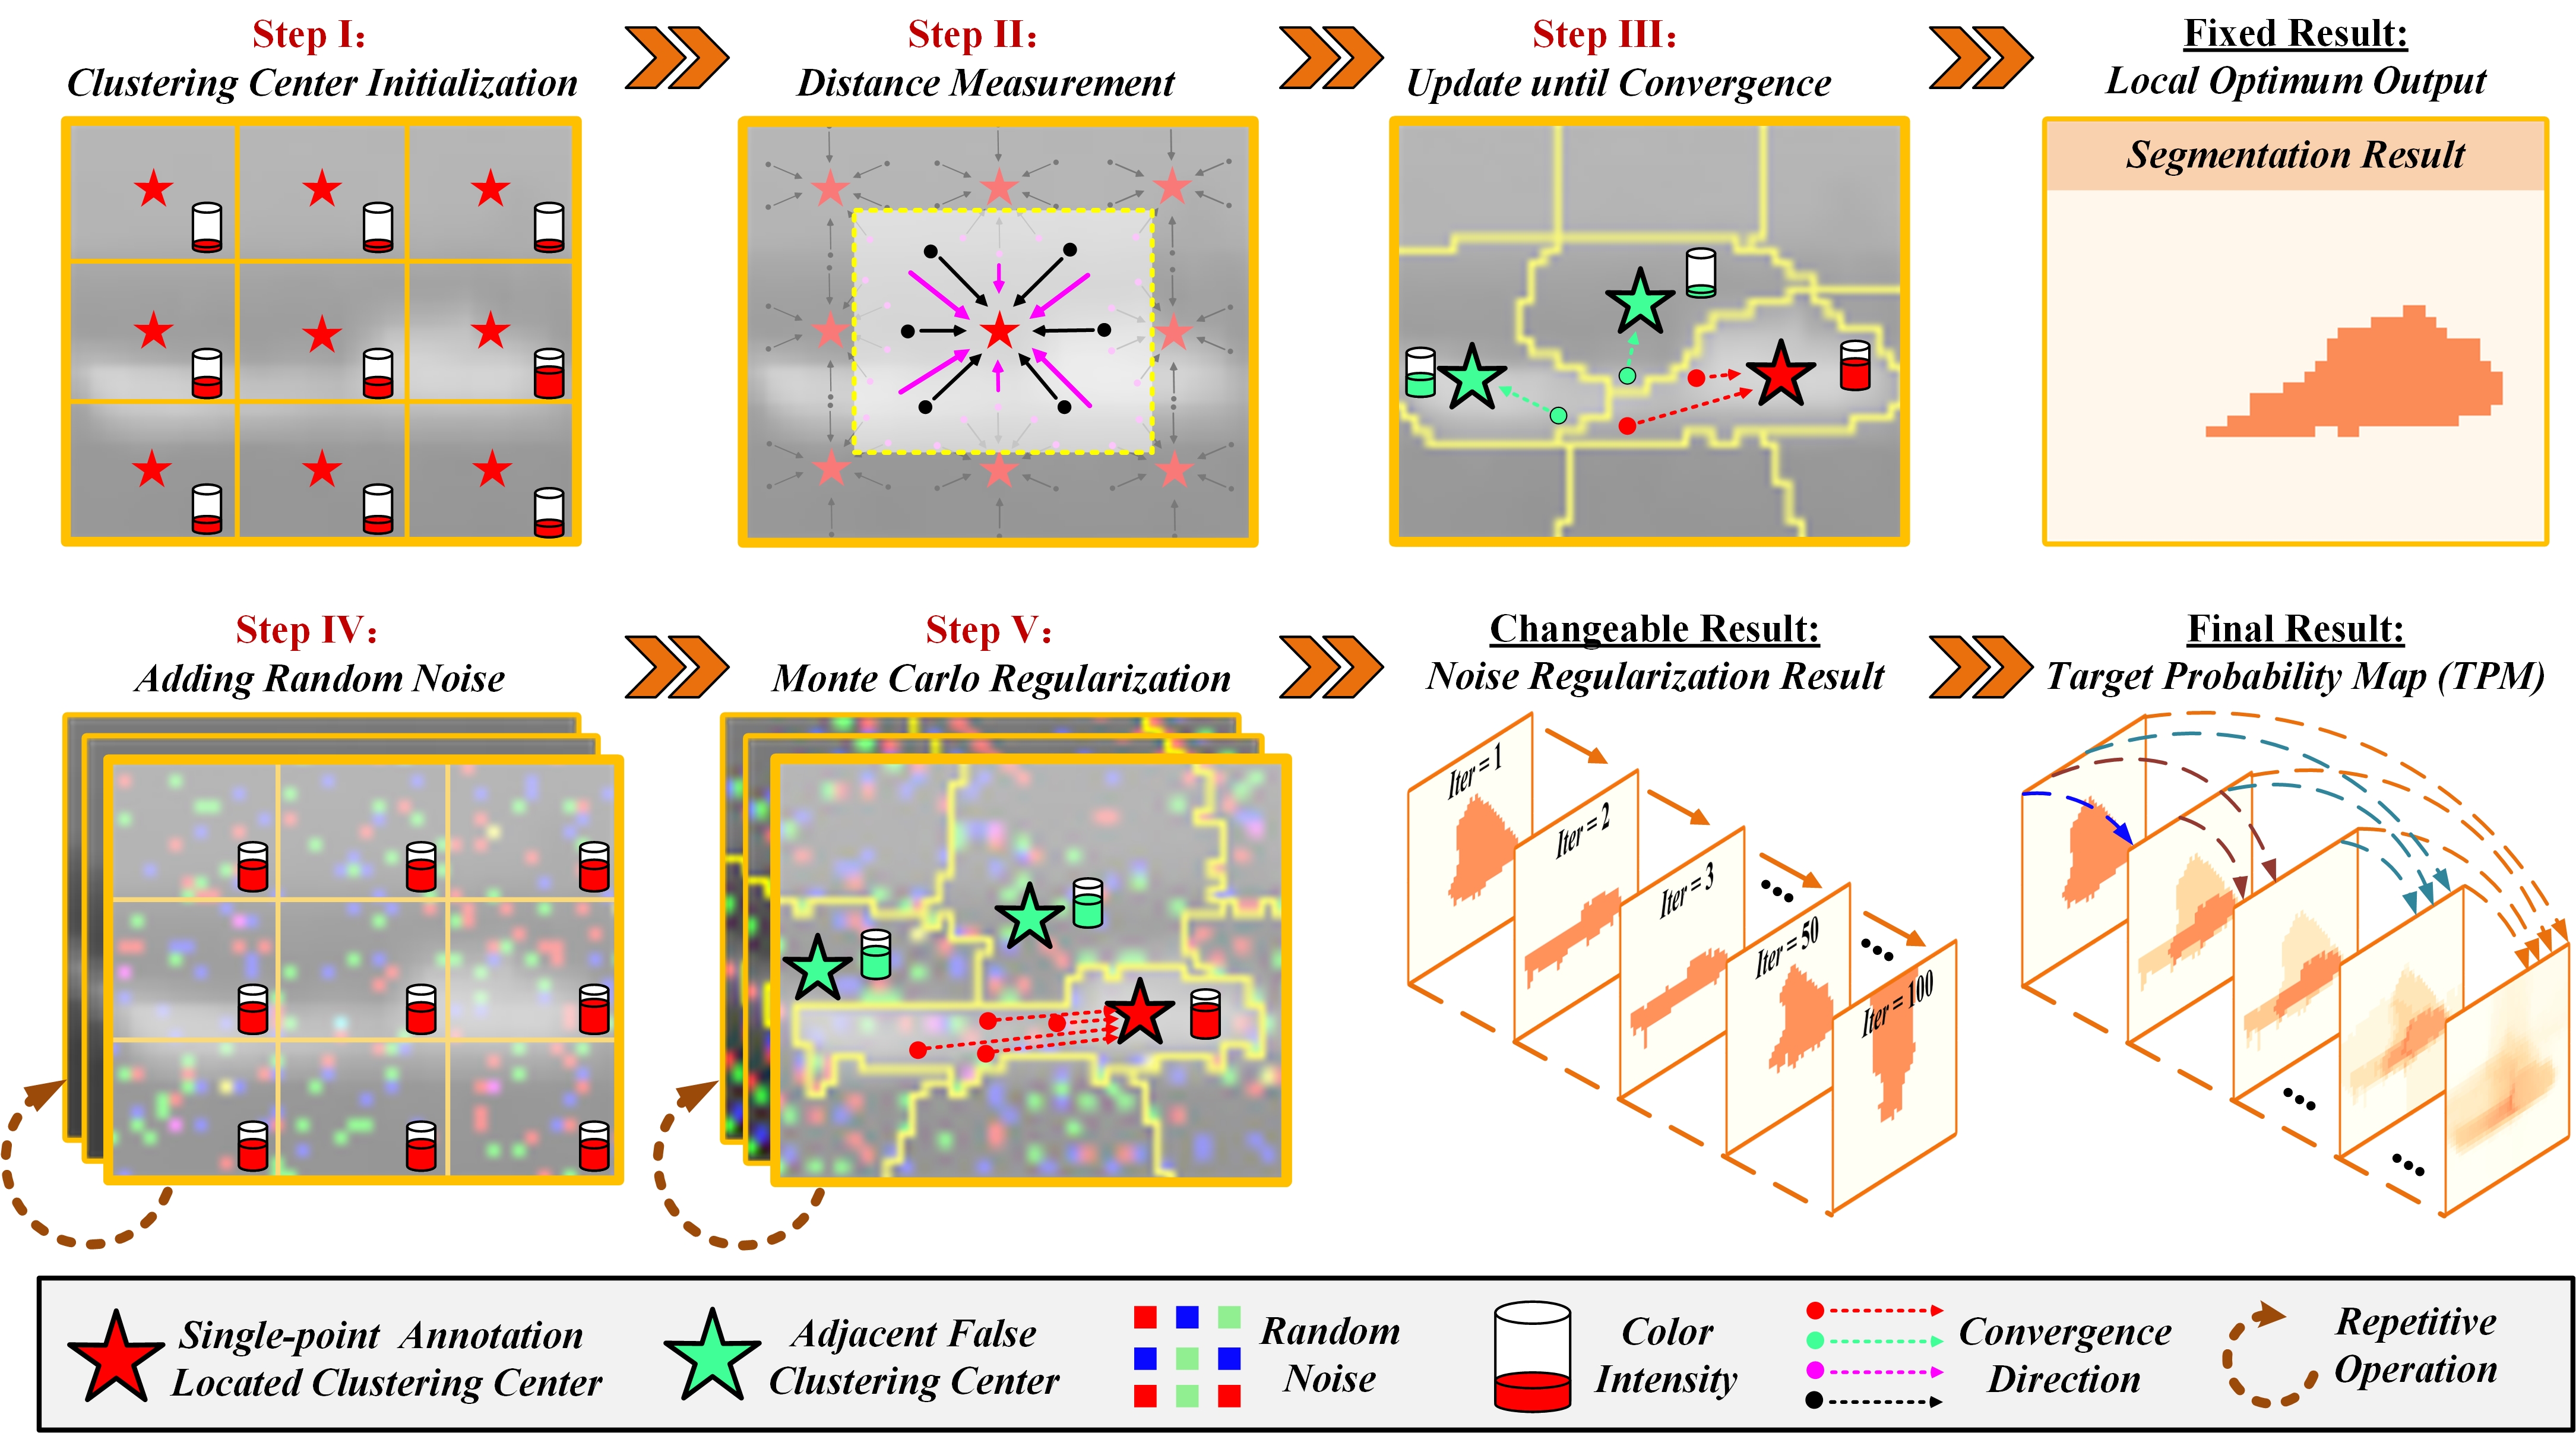 Step I:
Clustering Center Initialization
Step II:
Distance Measurement
Step III:
Update until Convergence
Fixed Result:
Local Optimum Output
Segmentation Result
Step IV:
Adding Random Noise
Step V:
Monte Carlo Regularization
Changeable Result:
Noise Regularization Result
Final Result:
Target Probability Map (TPM)
Iter = 1
Iter = 2
Iter = 3
Iter = 50
Iter = 100
Single-point Annotation
Located Clustering Center
Adjacent False
Clustering Center
Random
Noise
Color
Intensity
Convergence
Direction
Repetitive
Operation